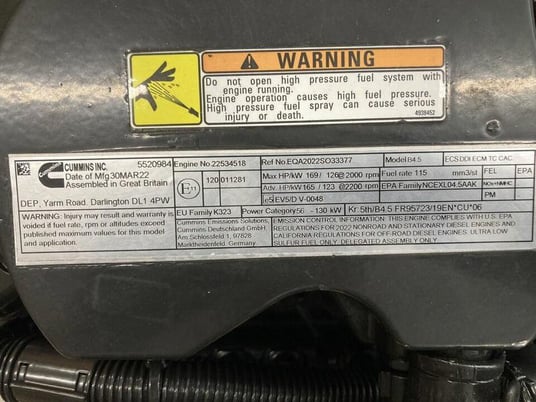 WARNING
Do not open high pressure fuel system with
engine running.
Engine operation causes high fuel pressure.
High pressure fuel spray can cause serious
injury or death.
4938452
CUMMINS INC. 5520984
Date of Mfg 30MAR22
Assembled in Great Britain
DEP, Yarm Road. Darlington DL1 4PW
WARNING: Injury may result and warranty is
voided if fuel rate, rpm or altitudes exceed
published maximum values for this model
and application.
Engine No. 22534518
120 011281
Ref No. EQA2022SO33377
Max HP/kW 169 / 126 @ 2000 rpm
Adv. HP/kW 165 / 123 @ 2200 rpm
eSEV5/D V-0048
Model B4.5
Fuel rate 115 mm3/st
EPA Family NCEXL04.5AAK
ECS DDI ECM TC CAC
FEL EPA
NOx+NMHC
PM
EU Family K323 Power Category 56 - 130 kW Kr 5th/B4.5 FR95723/19EN*CU*06
Cummins Emission Solutions
Cummins Deutschland GmbH,
Am Schlossfeld 1, 97828
Marktheidenfeld, Germany
EMISSION CONTROL INFORMATION: THIS ENGINE COMPLIES WITH U.S. EPA
REGULATIONS FOR 2022 NONROAD AND STATIONARY DIESEL ENGINES AND
CALIFORNIA REGULATIONS FOR OFF-ROAD DIESEL ENGINES. ULTRA LOW
SULFUR FUEL ONLY. DELEGATED ASSEMBLY